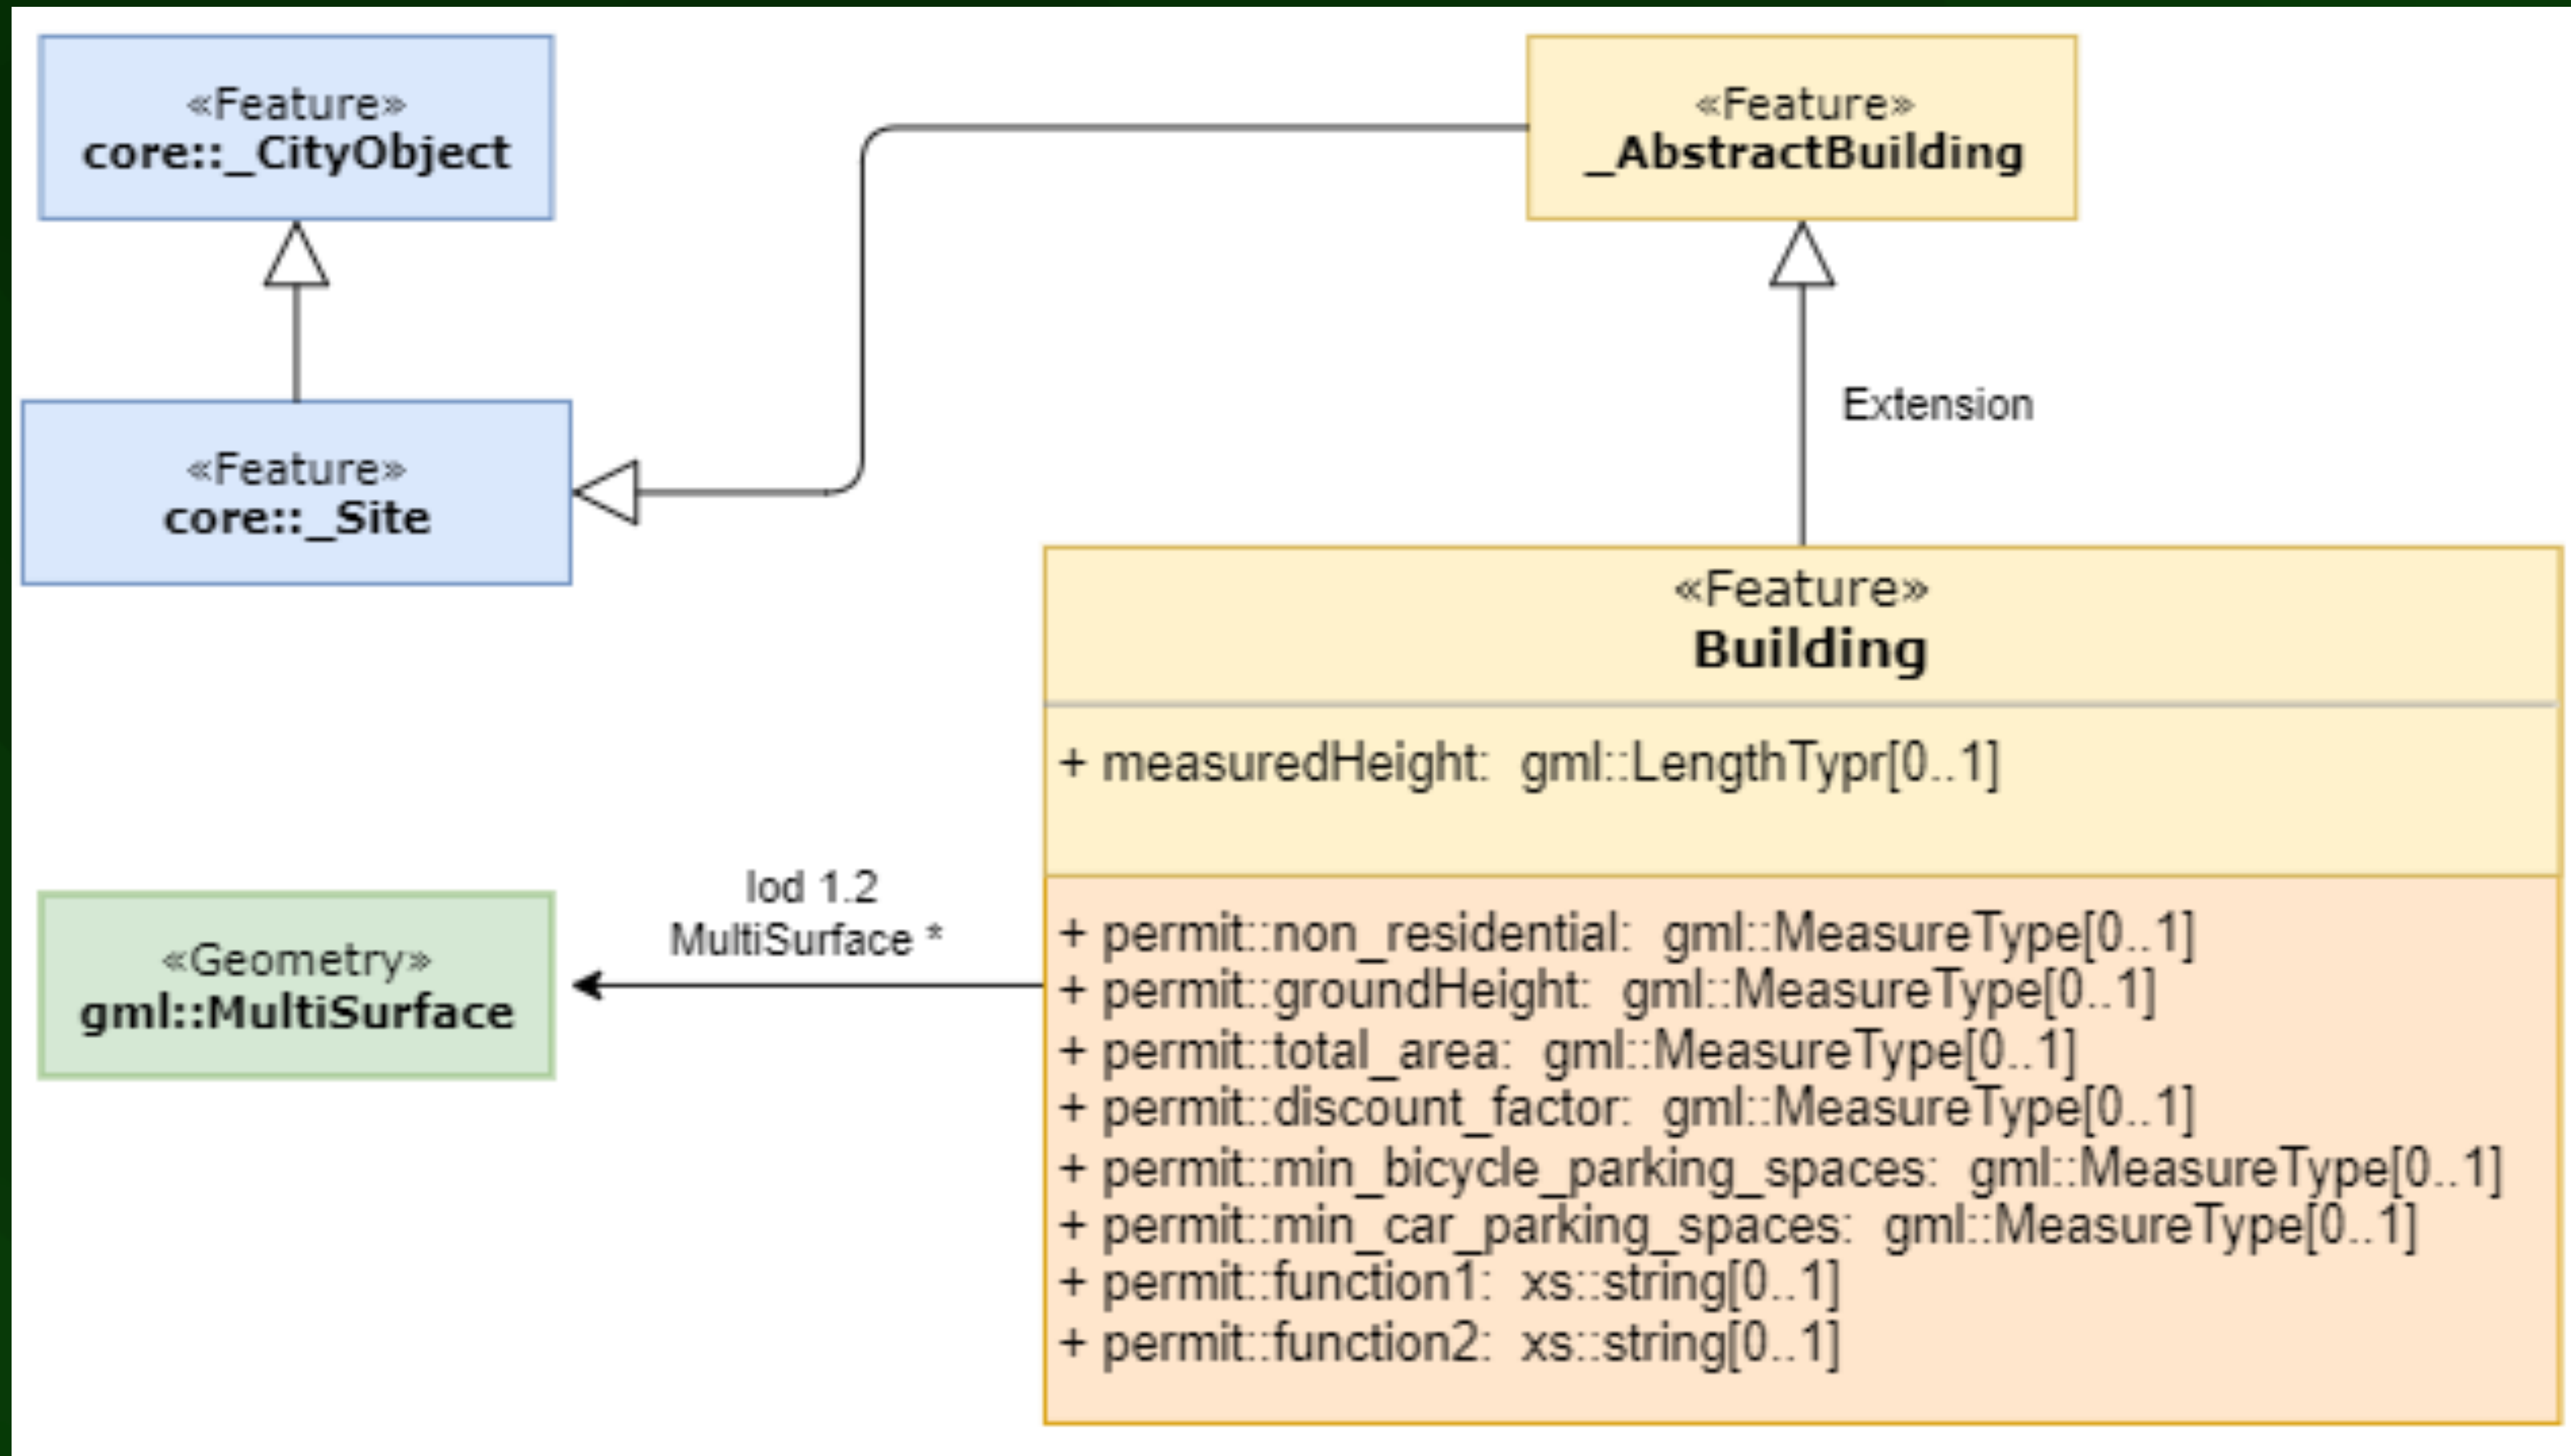 «Feature»
core::_CityObject
«Feature»
_AbstractBuilding
Extension
«Feature»
core::_Site
«Feature»
Building
+ measuredHeight: gml::LengthTypr[0..1]
lod 1.2
MultiSurface *
«Geometry»
gml::MultiSurface
+ permit::non_residential: gml::MeasureType[0..1]
+ permit::groundHeight: gml::MeasureType[0..1]
+ permit::total_area: gml::MeasureType[0..1]
+ permit::discount_factor: gml::MeasureType[0..1]
+ permit::min_bicycle_parking_spaces: gml::MeasureType[0..1]
+ permit::min_car_parking_spaces: gml::MeasureType[0..1]
+ permit::function1: xs::string[0..1]
+ permit::function2: xs::string[0..1]